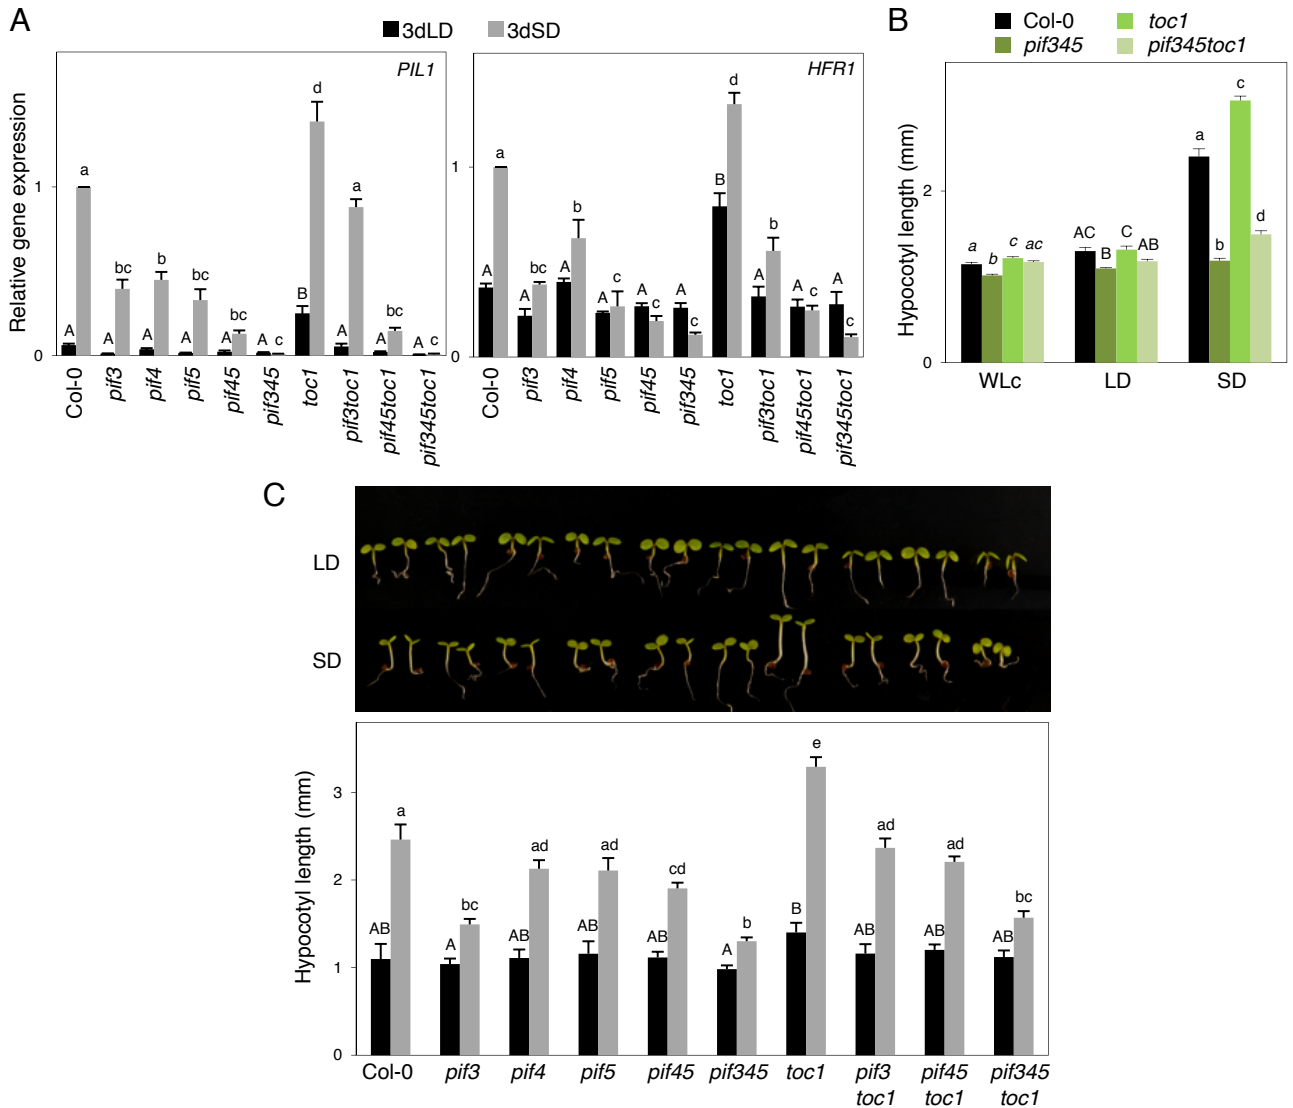 A
3dLD 3dSD
PIL1
Relative gene expression
1
0
a
d
a
bc b bc
bc
B
bc
A A A A A A c A A A c
Col-0 pif3 pif4 pif5 pif45 pif345 toc1 pif3toc1 pif45toc1 pif345toc1
HFR1
1
0
a
d
B
b
b
A bc A c A c A c A A c A c
A A
Col-0 pif3 pif4 pif5 pif45 pif345 toc1 pif3toc1 pif45toc1 pif345toc1
B
Col-0 toc1
pif345 pif345toc1
Hypocotyl length (mm)
2
0
a b c ac
AC B C AB
a b c d
WLc LD SD
C
LD
SD
Hypocotyl length (mm)
3
2
1
0
AB a A bc AB ad AB ad AB cd A b B e AB ad AB ad AB bc
Col-0 pif3 pif4 pif5 pif45 pif345 toc1 pif3 pif45 pif345
toc1 toc1 toc1